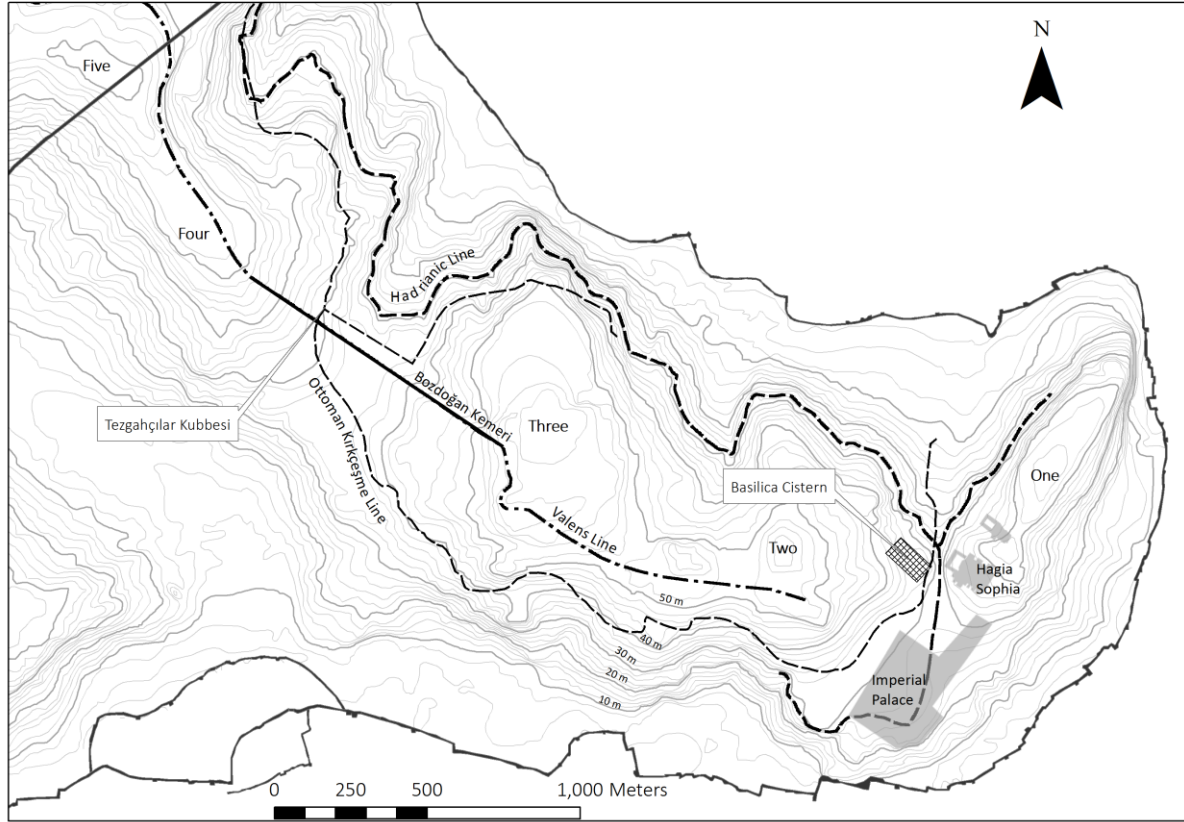 N
Five
Four
Hadrianic Line
Bozdoğan Kemeri
Tezgahçılar Kubbesi
Ottoman Kırkçeşme Line
Three
Basilica Cistern
One
Valens Line
Two
Hagia
Sophia
50 m
40 m
30 m
20 m
10 m
Imperial
Palace
0 250 500 1,000 Meters